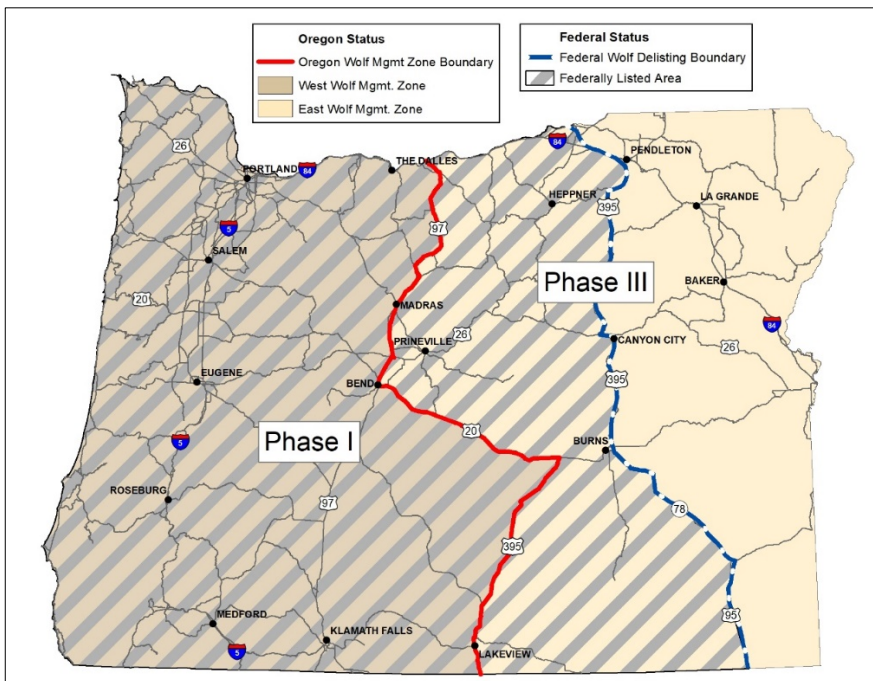 Oregon Status
Oregon Wolf Mgmt Zone Boundary
West Wolf Mgmt. Zone
East Wolf Mgmt. Zone
Federal Status
Federal Wolf Delisting Boundary
Federally Listed Area
26
PORTLAND
84
THE DALLES
84
PENDLETON
HEPPNER
395
LA GRANDE
97
5
SALEM
20
Phase III
BAKER
MADRAS
26
PRINEVILLE
CANYON CITY
26
84
EUGENE
BEND
395
Phase I
20
5
BURNS
ROSEBURG
97
78
395
MEDFORD
95
KLAMATH FALLS
5
LAKEVIEW